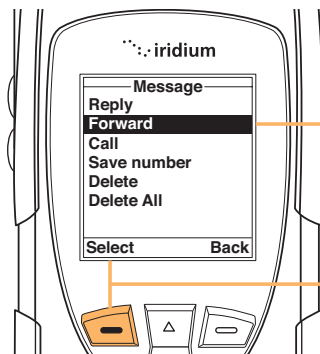 iridium
Message
Reply
Forward
Call
Save number
Delete
Delete All
Select Back